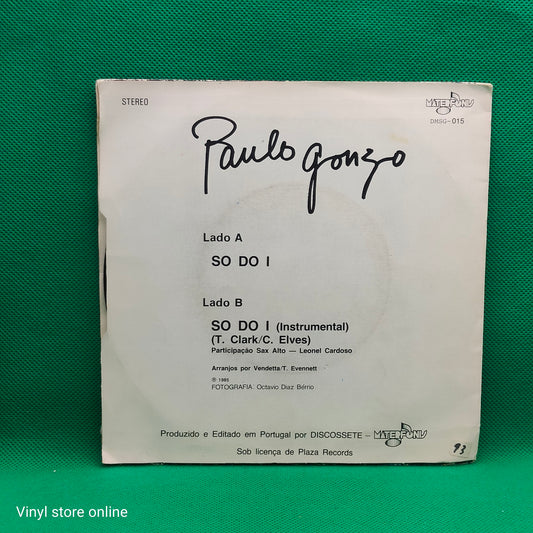 STEREO
MATERFONIS
DMSG-015
Paulo Gonzo
Lado A
SO DO I
Lado B
SO DO I (Instrumental)
(T. Clark/C. Elves)
Participação Sax Alto — Leonel Cardoso
Arranjos por Vendetta/T. Evennett
℗ 1985
FOTOGRAFIA: Octavio Diaz Bérrio
Produzido e Editado em Portugal por DISCOSSETE – MATERFONIS
Sob licença de Plaza Records
93
Vinyl store online